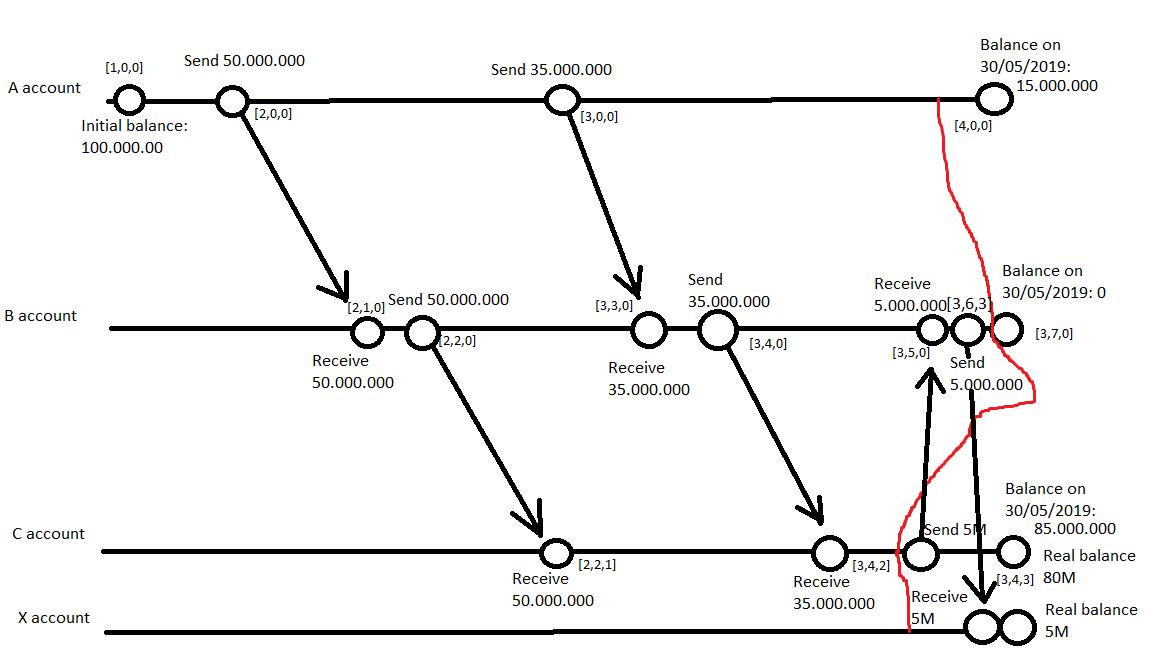 Balance on
30/05/2019:
15.000.000
[1,0,0]
Send 50.000.000
Send 35.000.000
A account
[2,0,0]
[3,0,0]
[4,0,0]
Initial balance:
100.000.00
Balance on
30/05/2019: 0
Send
35.000.000
Receive
5.000.000
[3,6,3]
[2,1,0]
Send 50.000.000
[3,3,0]
B account
[2,2,0]
[3,4,0]
[3,5,0]
[3,7,0]
Receive
50.000.000
Receive
35.000.000
Send
5.000.000
Balance on
30/05/2019:
85.000.000
C account
Send 5M
[2,2,1]
[3,4,2]
[3,4,3]
Real balance
80M
Receive
50.000.000
Receive
35.000.000
Receive
5M
X account
Real balance
5M